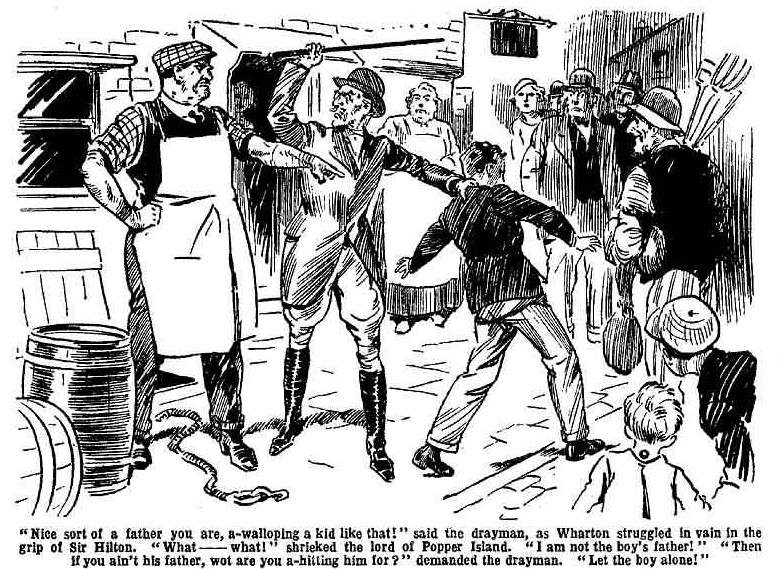 "Nice sort of a father you are, a-walloping a kid like that!" said the drayman, as Wharton struggled in vain in the
grip of Sir Hilton. "What——what!" shrieked the lord of Popper Island. "I am not the boy's father!" "Then
if you ain't his father, wot are you a-hitting him for?" demanded the drayman. "Let the boy alone!"